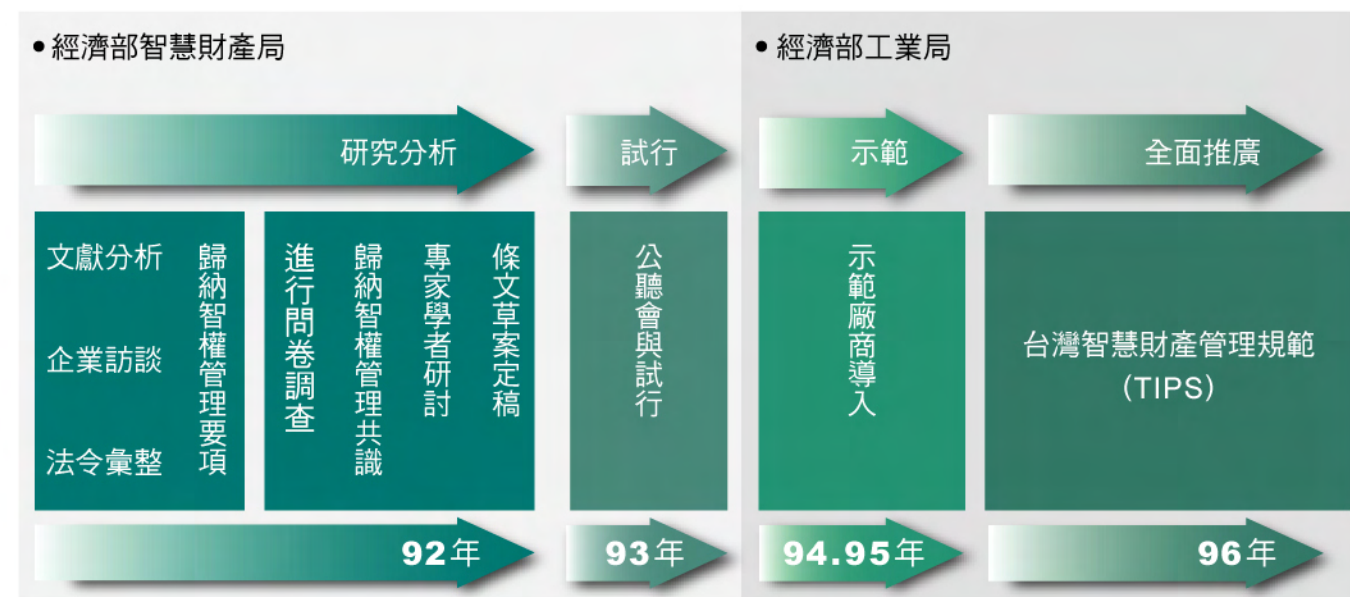 •經濟部智慧財產局
•經濟部工業局
研究分析
試行
示範
全面推廣
文獻分析
企業訪談
法令彙整
歸納智權管理要項
進行問卷調查
歸納智權管理共識
專家學者研討
條文草案定稿
公聽會與試行
示範廠商導入
台灣智慧財產管理規範
(TIPS)
92年
93年
94.95年
96年